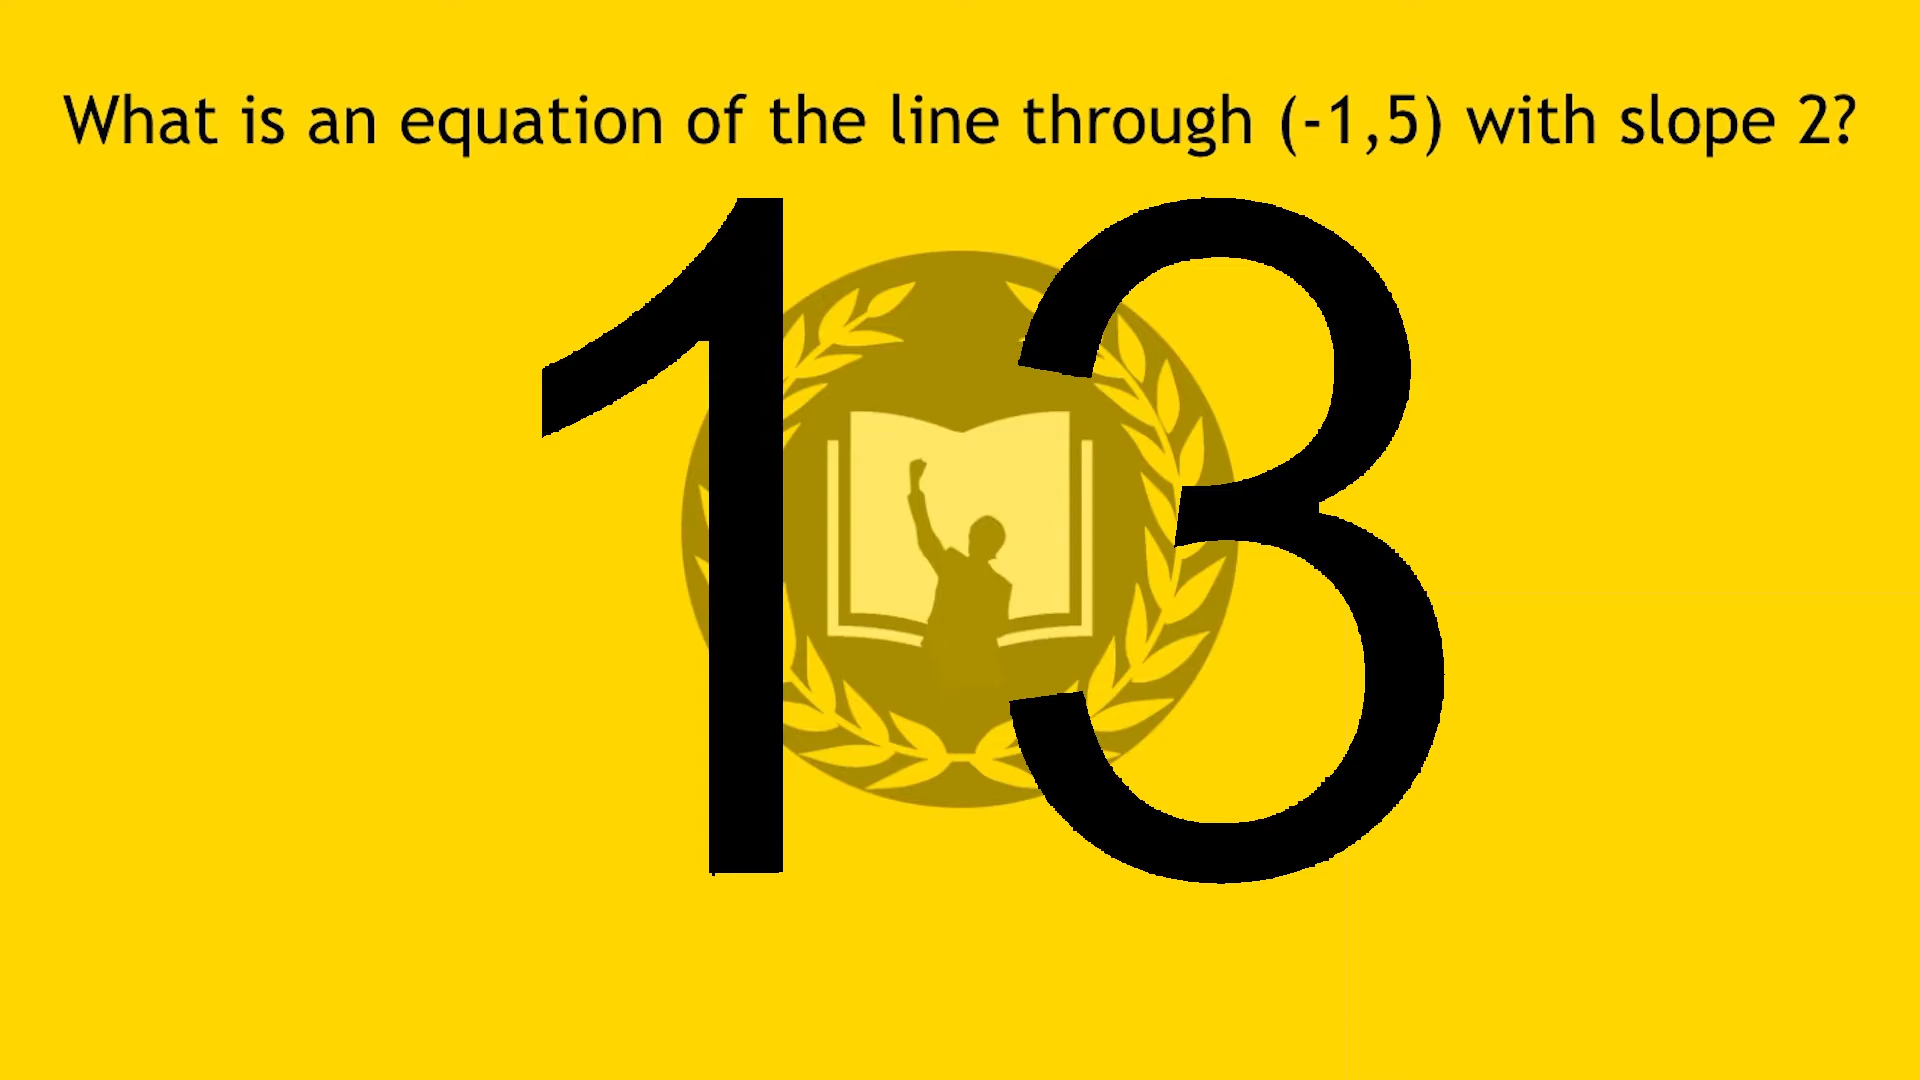 What is an equation of the line through (-1,5) with slope 2?
13